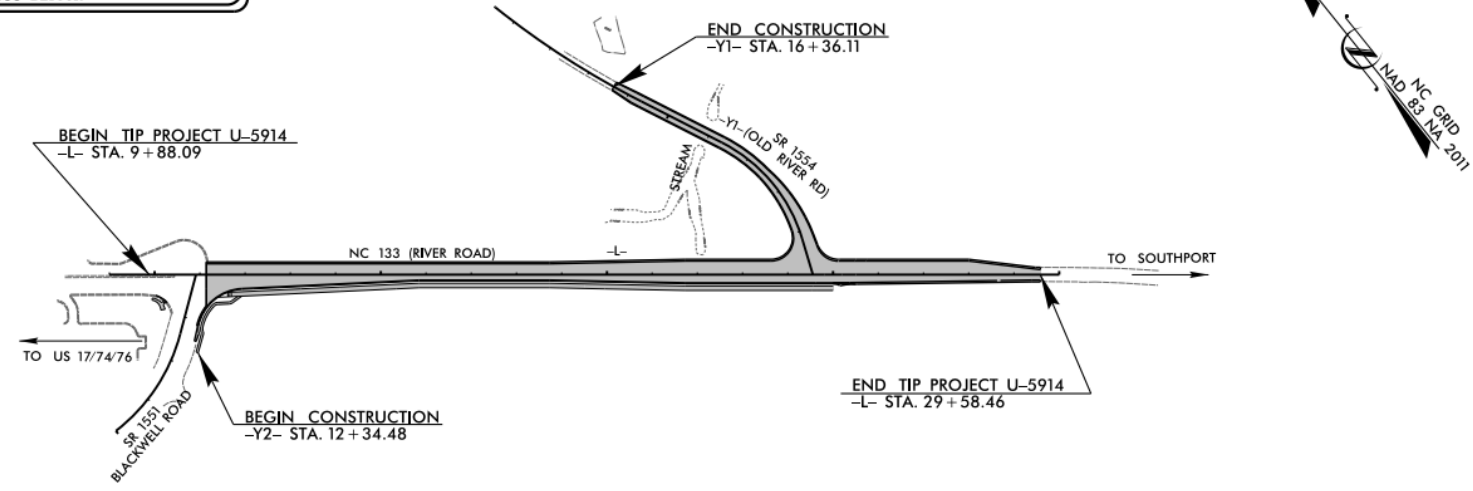 END CONSTRUCTION
-Y1- STA. 16+36.11
NC GRID
NAD 83 NA 2011
BEGIN TIP PROJECT U-5914
-L- STA. 9+88.09
SR 1554
-Y1-(OLD RIVER RD)
STREAM
NC 133 (RIVER ROAD)
-L-
TO SOUTHPORT
TO US 17/74/76
END TIP PROJECT U-5914
-L- STA. 29+58.46
SR 1551
BLACKWELL ROAD
BEGIN CONSTRUCTION
-Y2- STA. 12+34.48